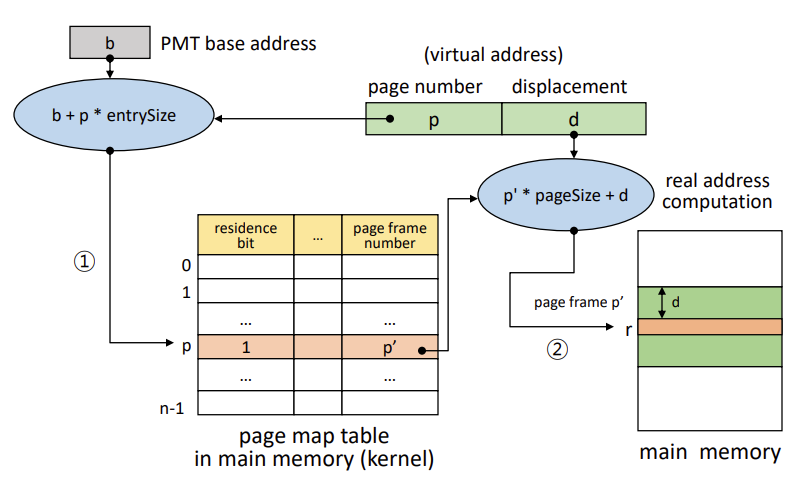 b
PMT base address
(virtual address)
page number
displacement
b + p * entrySize
p
d
p' * pageSize + d
real address
computation
residence
bit
...
page frame
number
①
0
1
...
...
p
1
p’
...
...
n-1
page frame p’
d
r
②
page map table
in main memory (kernel)
main memory